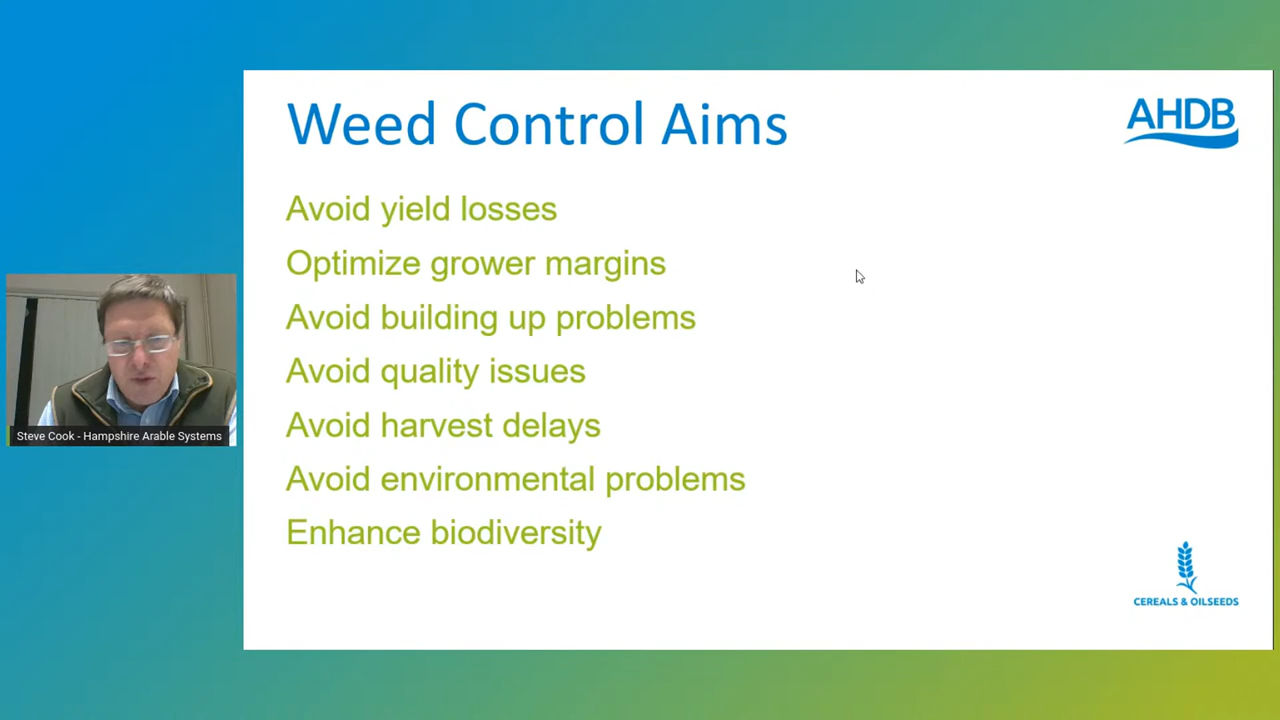 Weed Control Aims
AHDB
Avoid yield losses
Optimize grower margins
Avoid building up problems
Avoid quality issues
Avoid harvest delays
Avoid environmental problems
Enhance biodiversity
Steve Cook - Hampshire Arable Systems
CEREALS & OILSEEDS